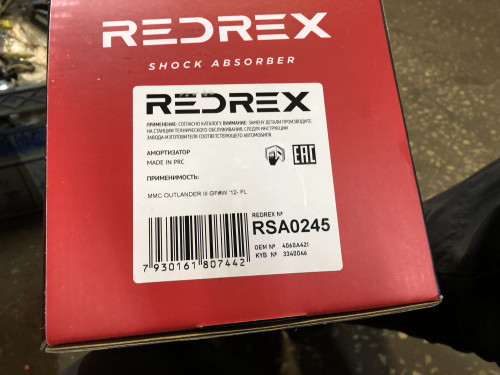 REDREX
SHOCK ABSORBER
REDREX
ПРИМЕНЕНИЕ: СОГЛАСНО КАТАЛОГУ. ВНИМАНИЕ: ЗАМЕНУ ДЕТАЛИ ПРОИЗВОДИТЕ
НА СТАНЦИИ ТЕХНИЧЕСКОГО ОБСЛУЖИВАНИЯ, СЛЕДУЯ ИНСТРУКЦИИ
ЗАВОДА-ИЗГОТОВИТЕЛЯ СООТВЕТСТВУЮЩЕГО АВТОМОБИЛЯ.
АМОРТИЗАТОР
MADE IN PRC
EAC
ПРИМЕНИМОСТЬ:
MMC OUTLANDER III GF#W '12- FL
REDREX №
RSA0245
OEM № 4060A421
KYB № 3340046
7 930161 807442